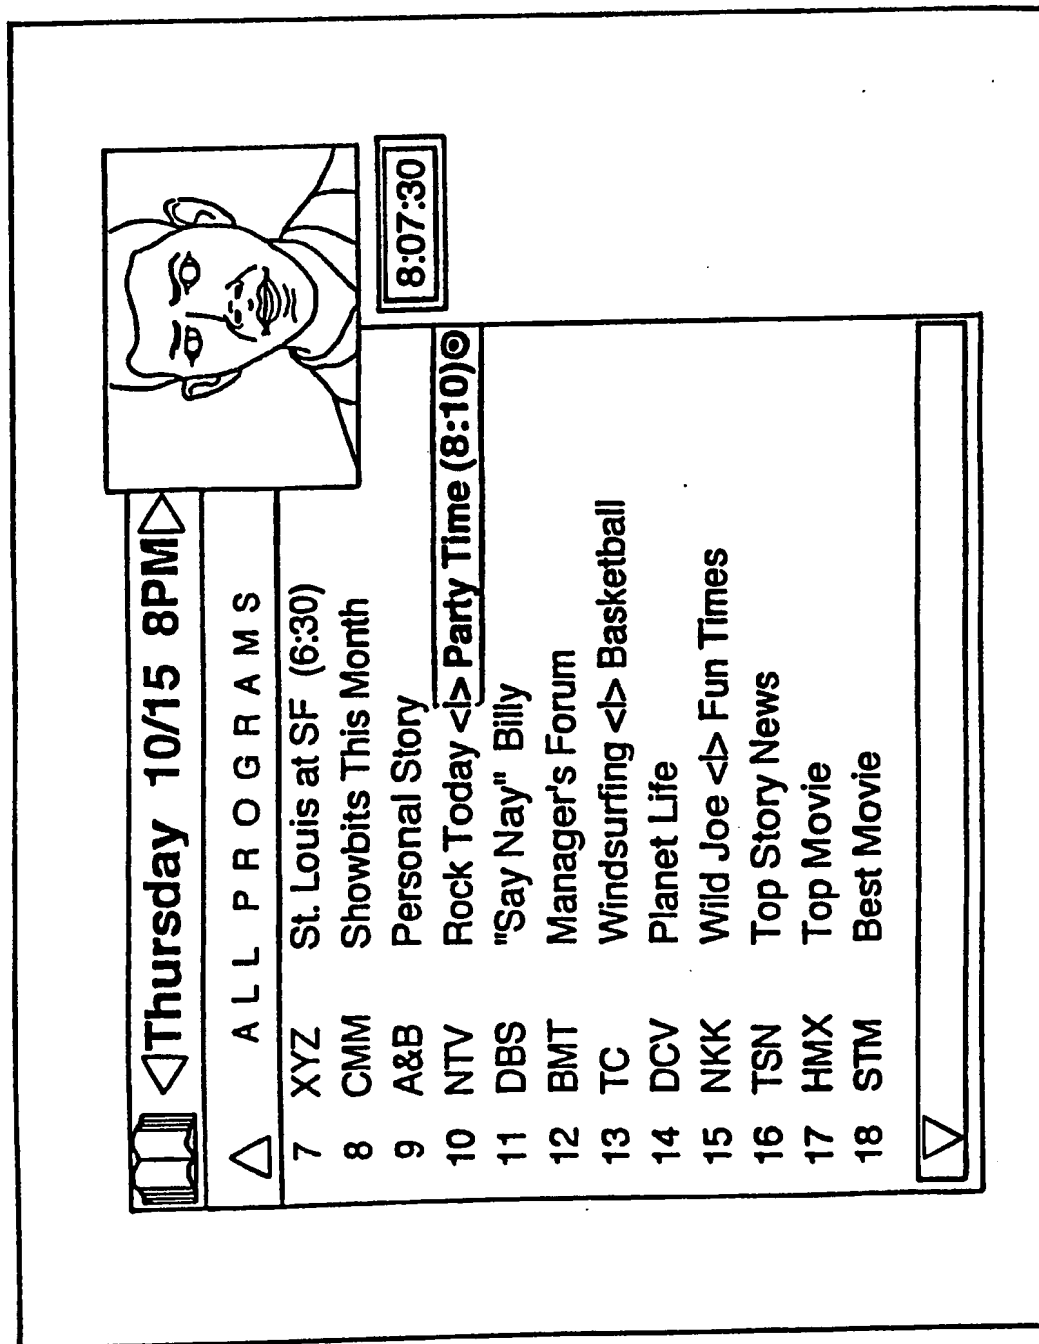 ◁Thursday 10/15 8PM▷
ALL PROGRAMS
8:07:30
7 XYZ St. Louis at SF (6:30)
8 CMM Showbits This Month
9 A&B Personal Story
10 NTV Rock Today <|> Party Time (8:10)◎
11 DBS "Say Nay" Billy
12 BMT Manager's Forum
13 TC Windsurfing <|> Basketball
14 DCV Planet Life
15 NKK Wild Joe <|> Fun Times
16 TSN Top Story News
17 HMX Top Movie
18 STM Best Movie